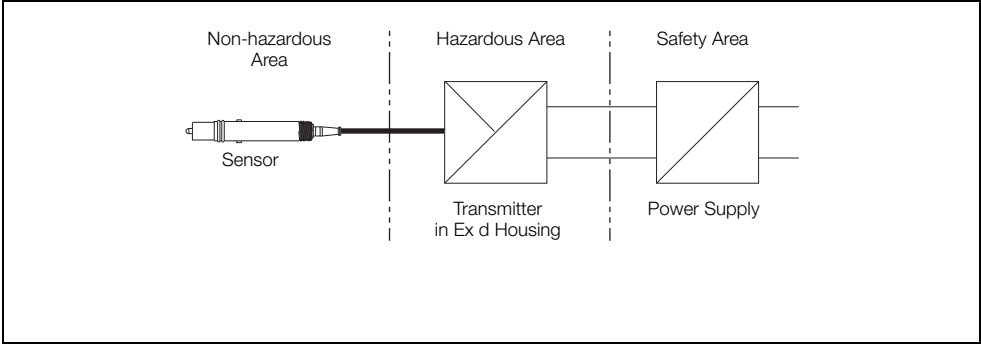 Non-hazardous
Area
Hazardous Area
Safety Area
Sensor
Transmitter
in Ex d Housing
Power Supply